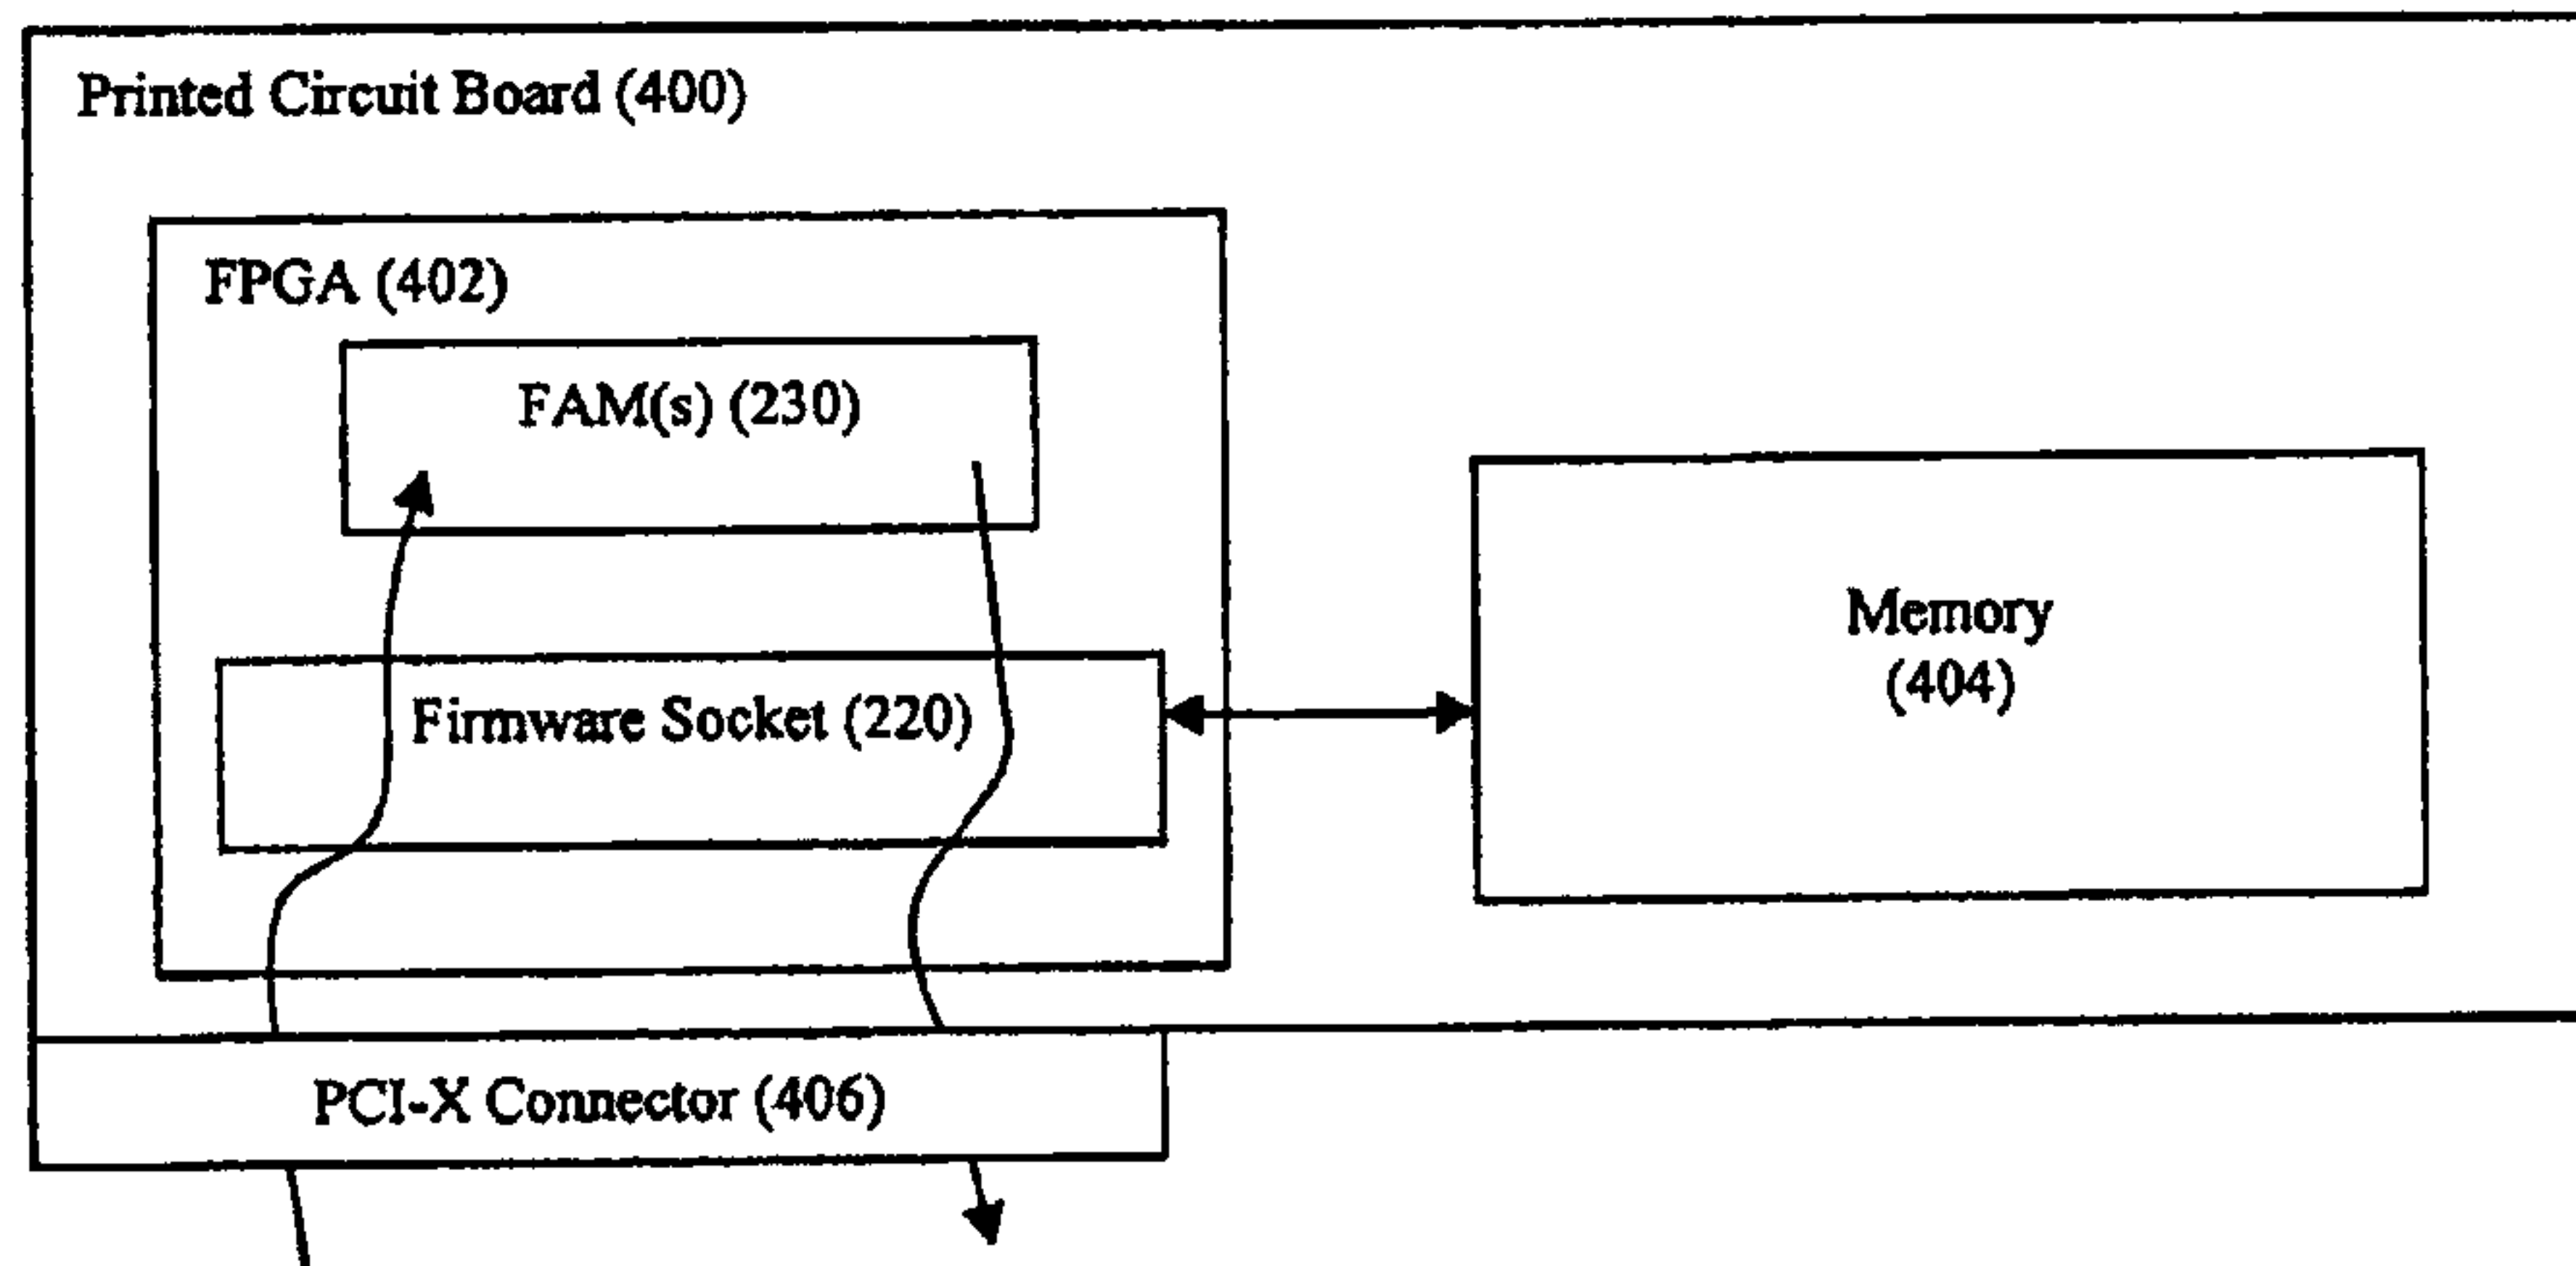 Printed Circuit Board (400)
FPGA (402)
FAM(s) (230)
Firmware Socket (220)
Memory
(404)
PCI-X Connector (406)